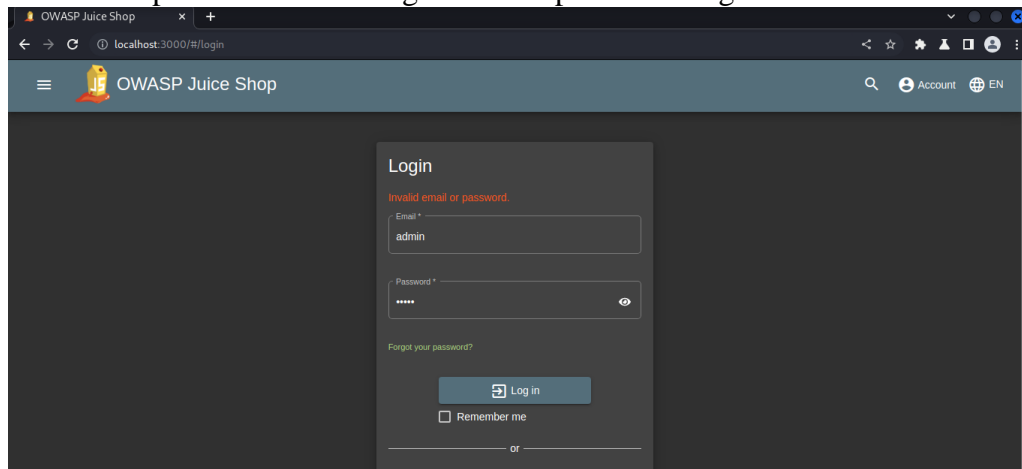 OWASP Juice Shop
localhost:3000/#/login
OWASP Juice Shop
Account
EN
Login
Invalid email or password.
Email *
admin
Password *
•••••
Forgot your password?
Log in
Remember me
or